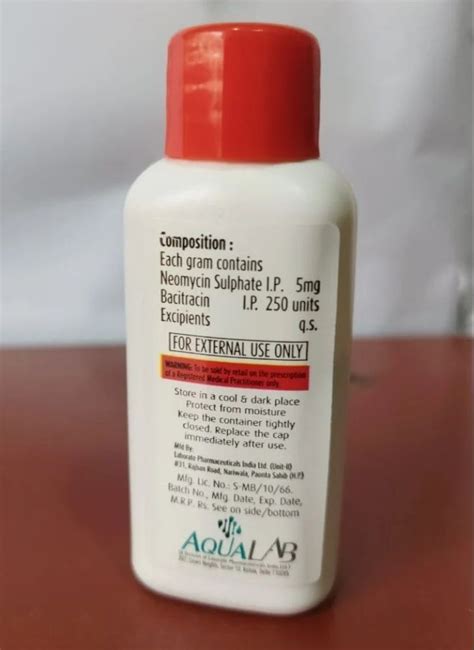 Composition :
Each gram contains
Neomycin Sulphate I.P. 5mg
Bacitracin I.P. 250 units
Excipients q.s.
FOR EXTERNAL USE ONLY
WARNING: To be sold by retail on the prescription
of a Registered Medical Practitioner only
Store in a cool & dark place
Protect from moisture
Keep the container tightly
closed. Replace the cap
immediately after use.
Mfd By.
Laborate Pharmaceuticals India Ltd. (Unit-II)
#31, Rajban Road, Nariwala, Paonta Sahib (H.P.)
Mfg. Lic. No.: S-MB/10/66.
Batch No., Mfg. Date, Exp. Date,
M.R.P. Rs. See on side/bottom
AQUALAB